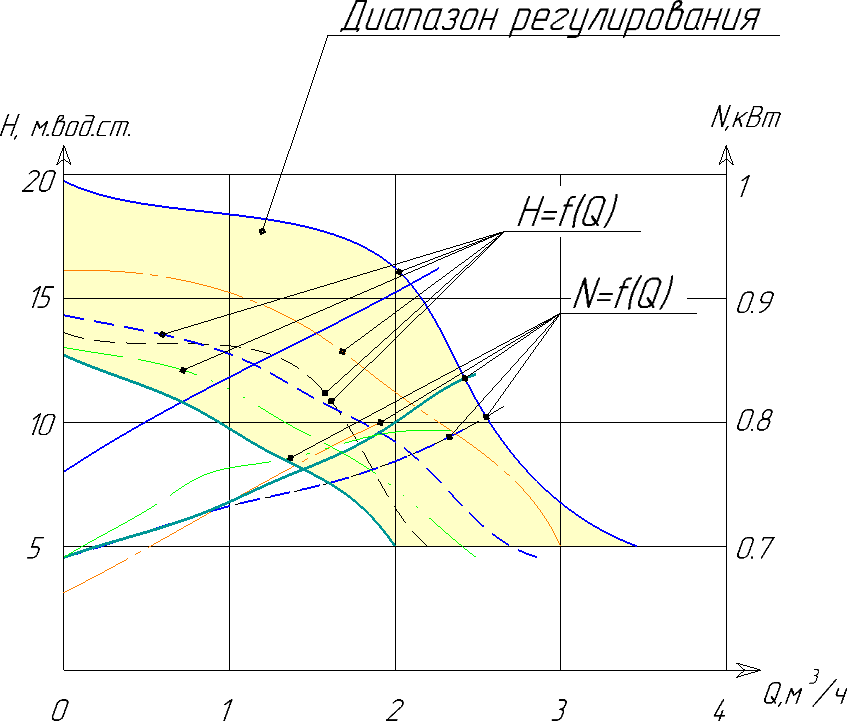 Диапазон регулирования
H, м.вод.ст.
N,кВт
20
1
H=f(Q)
15
N=f(Q)
0.9
10
0.8
5
0.7
0
1
2
3
4
Q,м³/ч